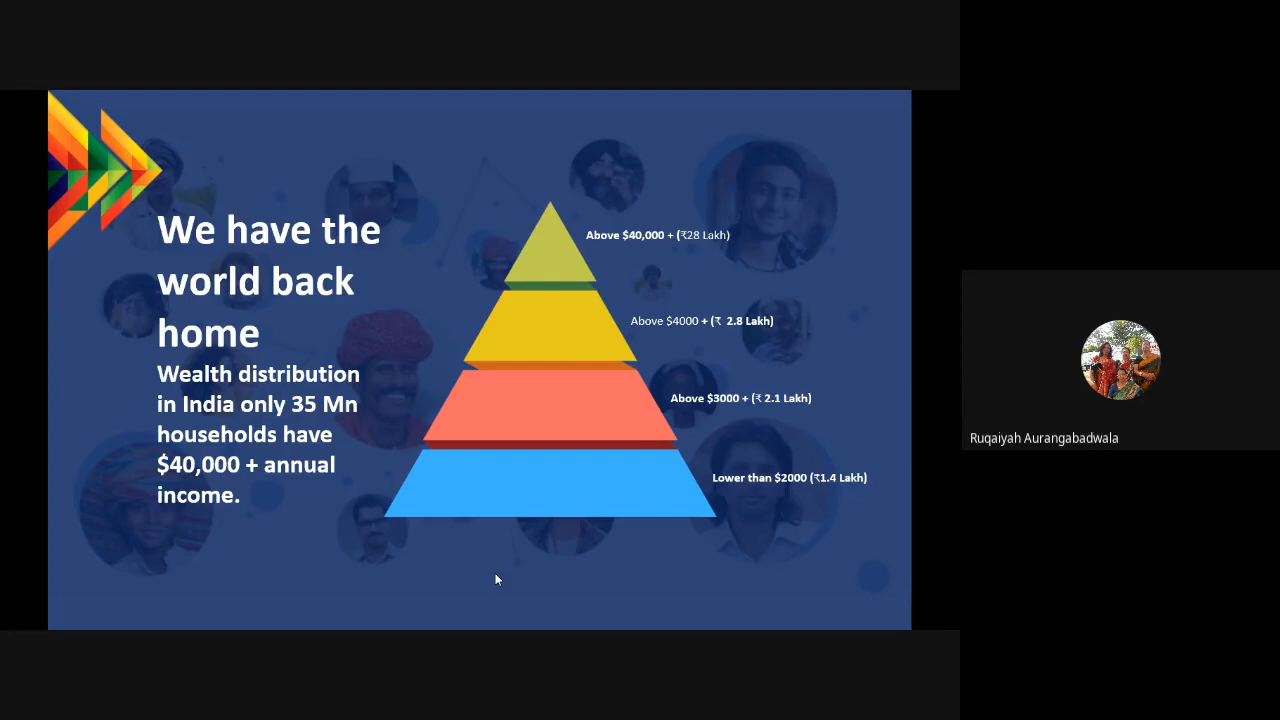 We have the
world back
home
Wealth distribution
in India only 35 Mn
households have
$40,000 + annual
income.
Above $40,000 + (₹28 Lakh)
Above $4000 + (₹ 2.8 Lakh)
Above $3000 + (₹ 2.1 Lakh)
Lower than $2000 (₹1.4 Lakh)
Ruqaiyah Aurangabadwala